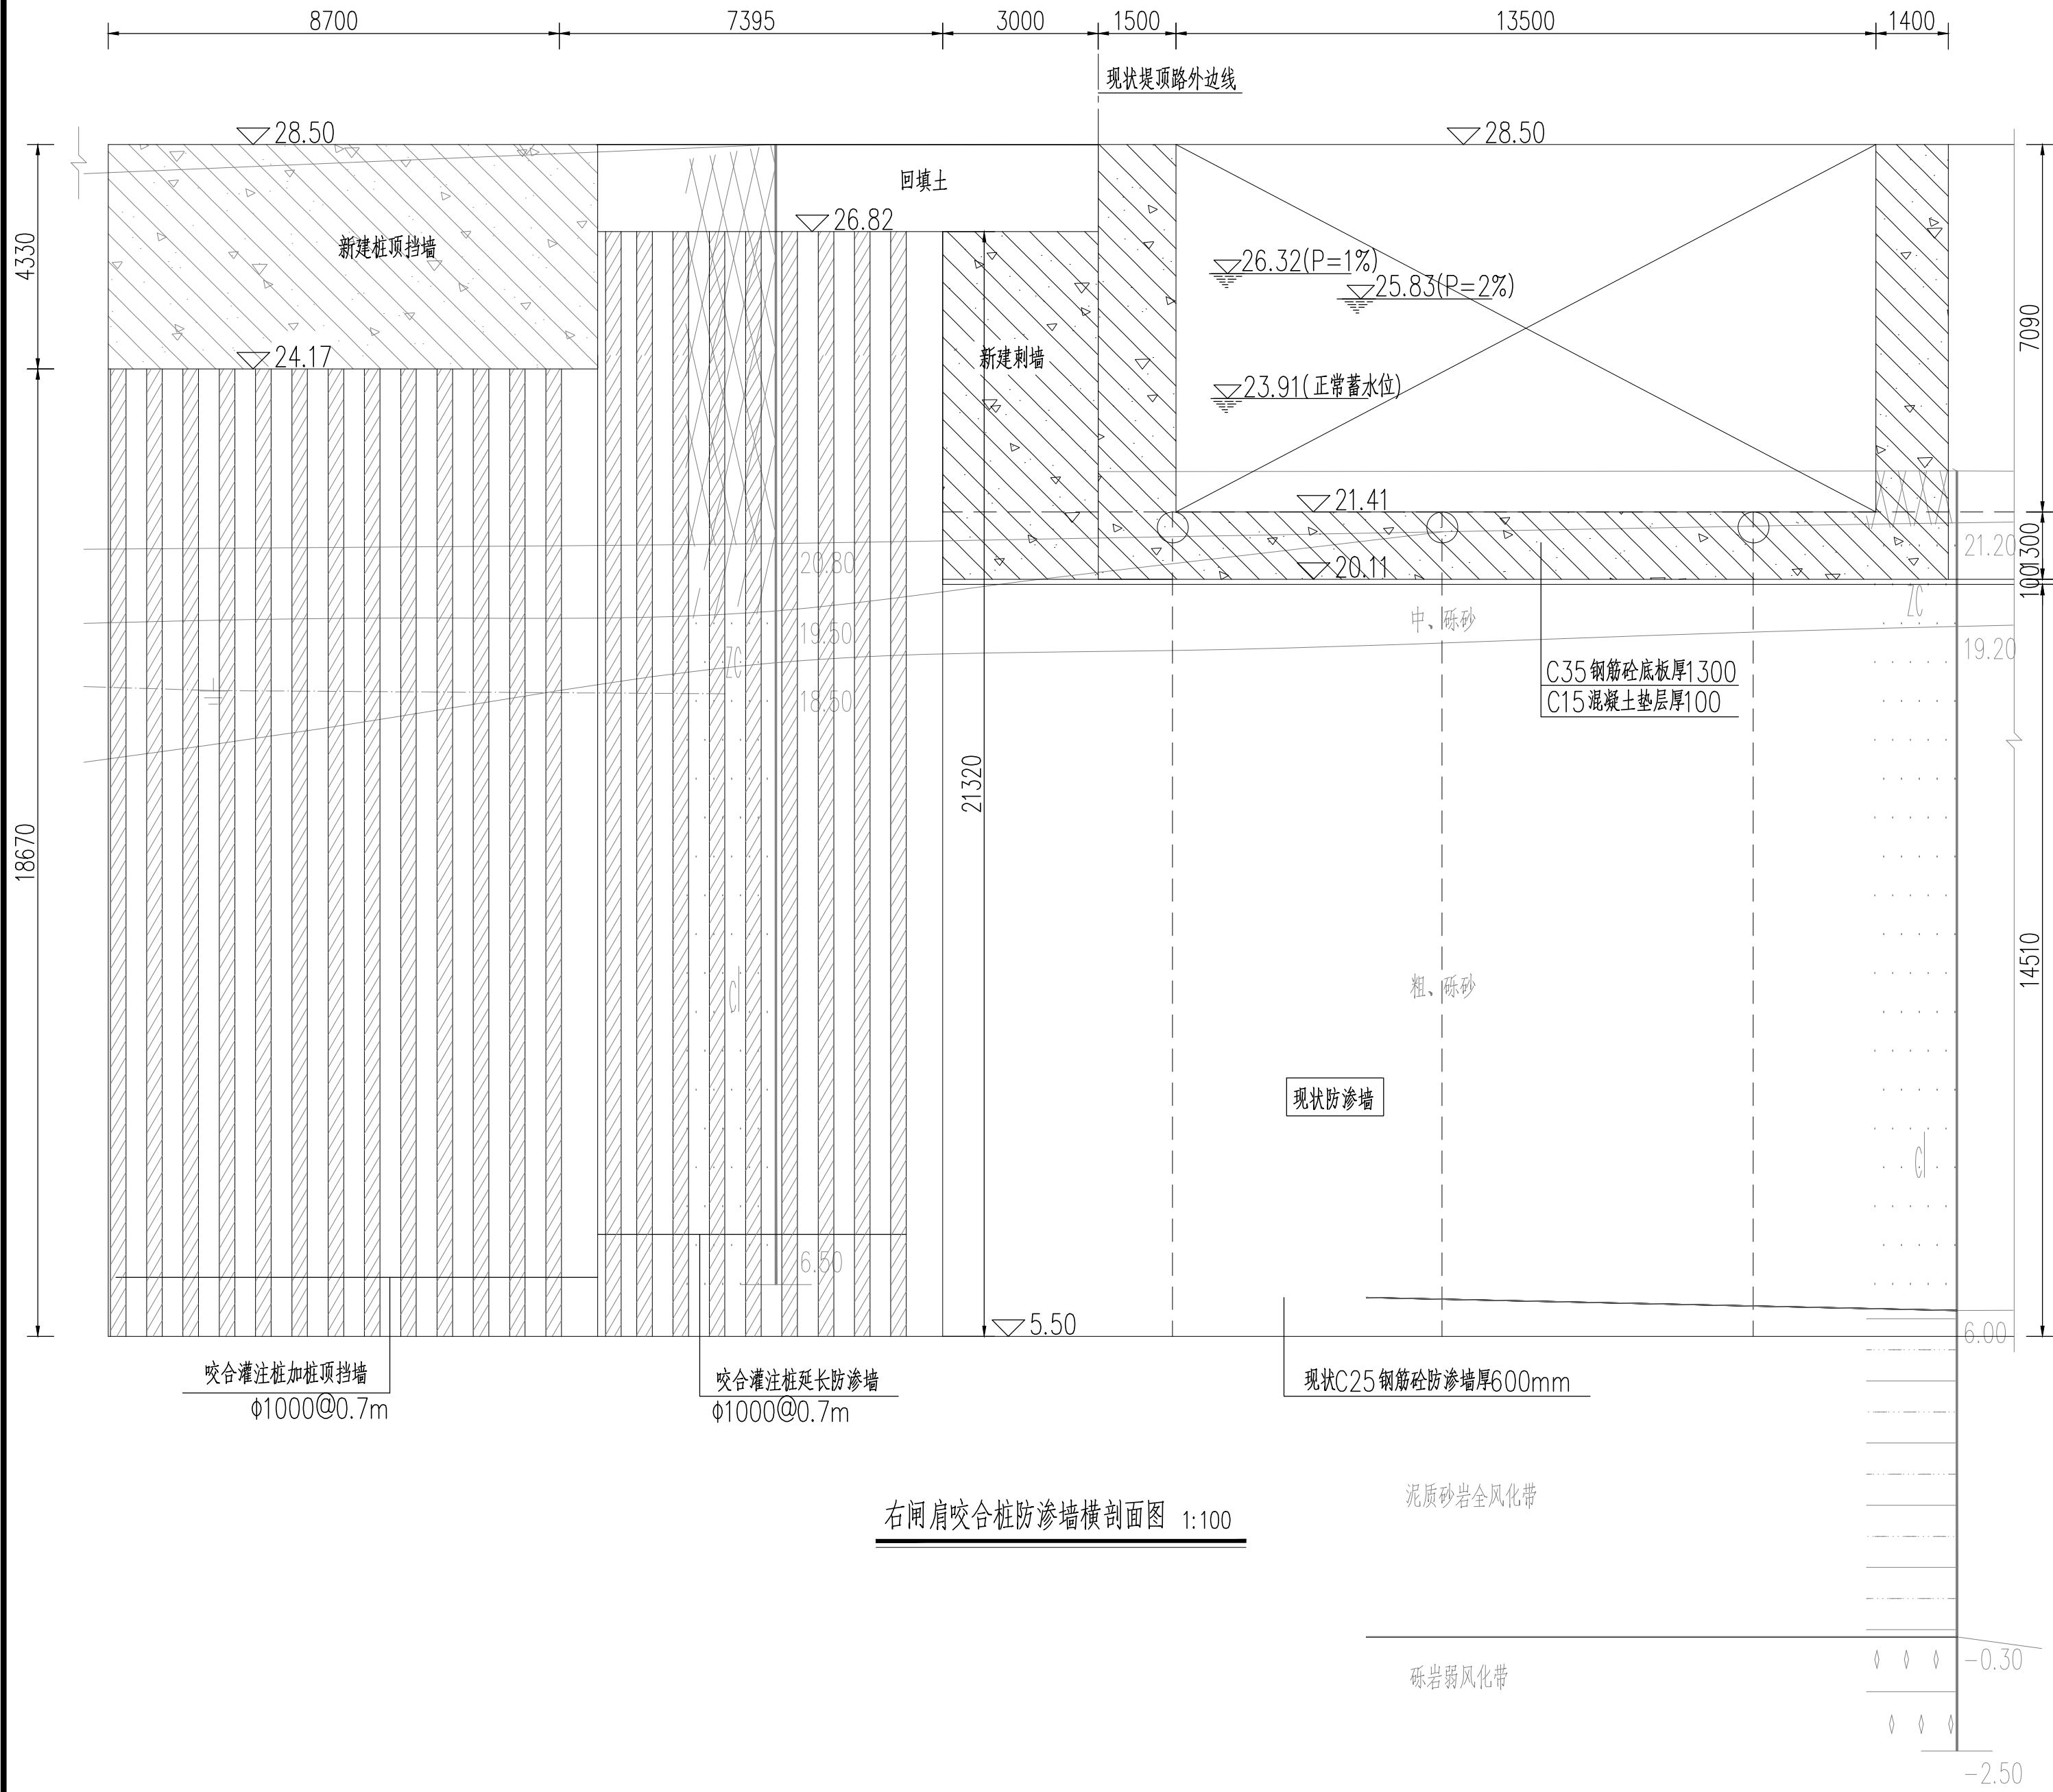 8700
7395
3000
1500
13500
1400
现状堤顶路外边线
28.50
28.50
回填土
26.82
新建桩顶挡墙
4330
26.32(P=1%)
25.83(P=2%)
7090
新建刺墙
24.17
23.91(正常蓄水位)
21.41
20.11
21.20
1300
100
20.80
19.50
18.50
ZC
ZC
中、砾砂
19.20
C35钢筋砼底板厚1300
C15混凝土垫层厚100
21320
18670
14510
粗、砾砂
cl
现状防渗墙
cl
6.50
5.50
6.00
咬合灌注桩加桩顶挡墙
ϕ1000@0.7m
咬合灌注桩延长防渗墙
ϕ1000@0.7m
现状C25钢筋砼防渗墙厚600mm
泥质砂岩全风化带
右闸肩咬合桩防渗墙横剖面图 1:100
-0.30
砾岩弱风化带
-2.50